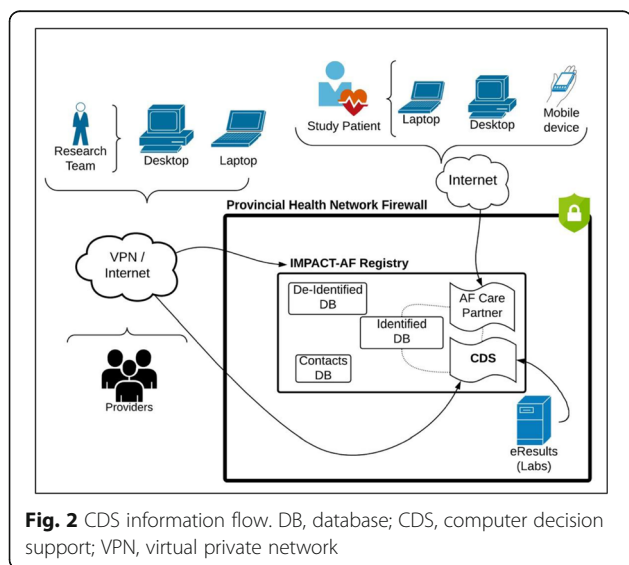 Research
Team
Desktop
Laptop
Study Patient
Laptop
Desktop
Mobile
device
Internet
Provincial Health Network Firewall
VPN /
Internet
IMPACT-AF Registry
De-Identified
DB
AF Care
Partner
Identified
DB
Contacts
DB
CDS
Providers
eResults
(Labs)
Fig. 2 CDS information flow. DB, database; CDS, computer decision
support; VPN, virtual private network